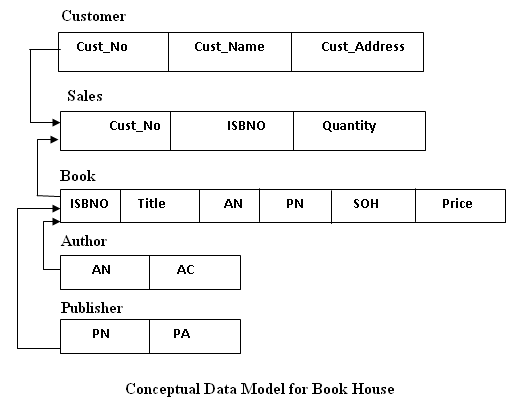 Customer
Cust_No Cust_Name Cust_Address
Sales
Cust_No ISBNO Quantity
Book
ISBNO Title AN PN SOH Price
Author
AN AC
Publisher
PN PA
Conceptual Data Model for Book House